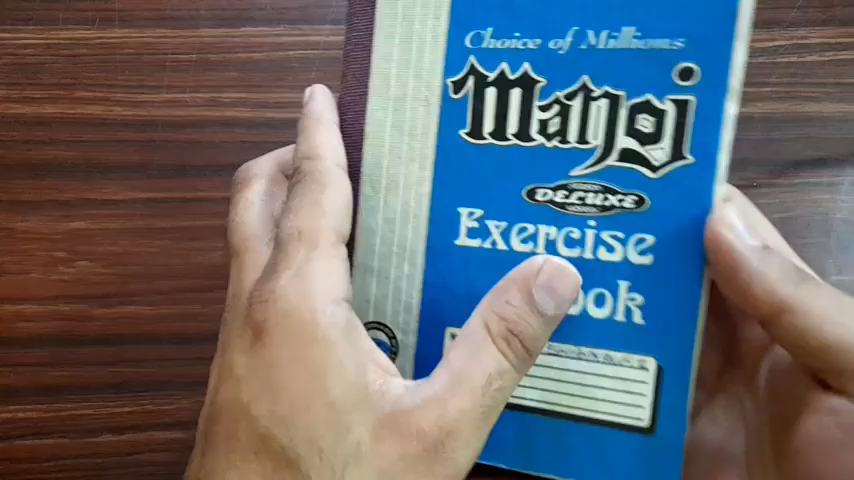 Choice of Millions
Manoj
DELUXE
Exercise
ook